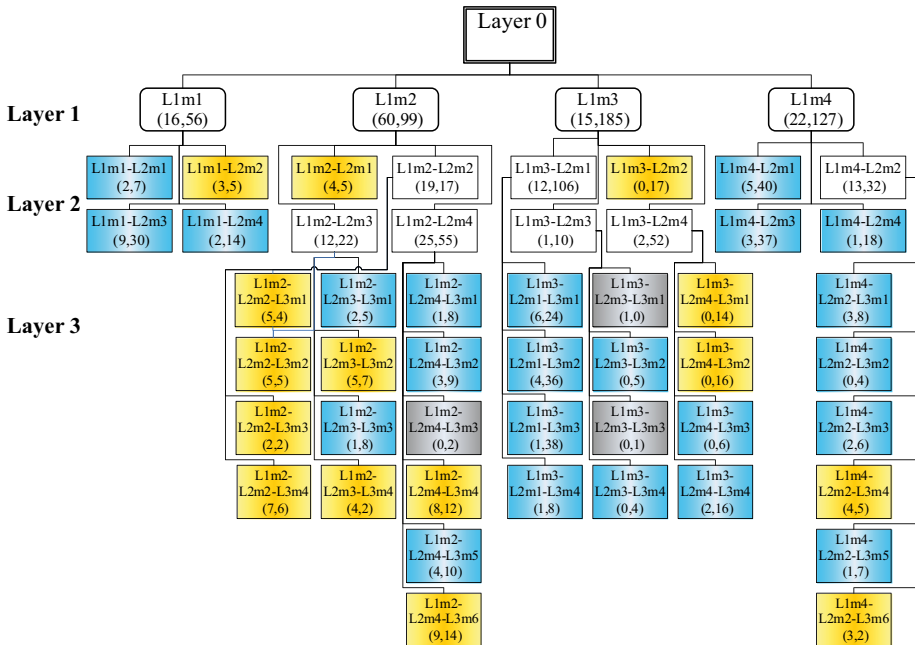 Layer 0
Layer 1
L1m1
(16,56)
L1m2
(60,99)
L1m3
(15,185)
L1m4
(22,127)
Layer 2
L1m1-L2m1
(2,7)
L1m1-L2m2
(3,5)
L1m2-L2m1
(4,5)
L1m2-L2m2
(19,17)
L1m3-L2m1
(12,106)
L1m3-L2m2
(0,17)
L1m4-L2m1
(5,40)
L1m4-L2m2
(13,32)
L1m1-L2m3
(9,30)
L1m1-L2m4
(2,14)
L1m2-L2m3
(12,22)
L1m2-L2m4
(25,55)
L1m3-L2m3
(1,10)
L1m3-L2m4
(2,52)
L1m4-L2m3
(3,37)
L1m4-L2m4
(1,18)
Layer 3
L1m2-
L2m2-L3m1
(5,4)
L1m2-
L2m3-L3m1
(2,5)
L1m2-
L2m4-L3m1
(1,8)
L1m3-
L2m1-L3m1
(6,24)
L1m3-
L2m3-L3m1
(1,0)
L1m3-
L2m4-L3m1
(0,14)
L1m4-
L2m2-L3m1
(3,8)
L1m2-
L2m2-L3m2
(5,5)
L1m2-
L2m3-L3m2
(5,7)
L1m2-
L2m4-L3m2
(3,9)
L1m3-
L2m1-L3m2
(4,36)
L1m3-
L2m3-L3m2
(0,5)
L1m3-
L2m4-L3m2
(0,16)
L1m4-
L2m2-L3m2
(0,4)
L1m2-
L2m2-L3m3
(2,2)
L1m2-
L2m3-L3m3
(1,8)
L1m2-
L2m4-L3m3
(0,2)
L1m3-
L2m1-L3m3
(1,38)
L1m3-
L2m3-L3m3
(0,1)
L1m3-
L2m4-L3m3
(0,6)
L1m4-
L2m2-L3m3
(2,6)
L1m2-
L2m2-L3m4
(7,6)
L1m2-
L2m3-L3m4
(4,2)
L1m2-
L2m4-L3m4
(8,12)
L1m3-
L2m1-L3m4
(1,8)
L1m3-
L2m3-L3m4
(0,4)
L1m3-
L2m4-L3m4
(2,16)
L1m4-
L2m2-L3m4
(4,5)
L1m2-
L2m4-L3m5
(4,10)
L1m4-
L2m2-L3m5
(1,7)
L1m2-
L2m4-L3m6
(9,14)
L1m4-
L2m2-L3m6
(3,2)